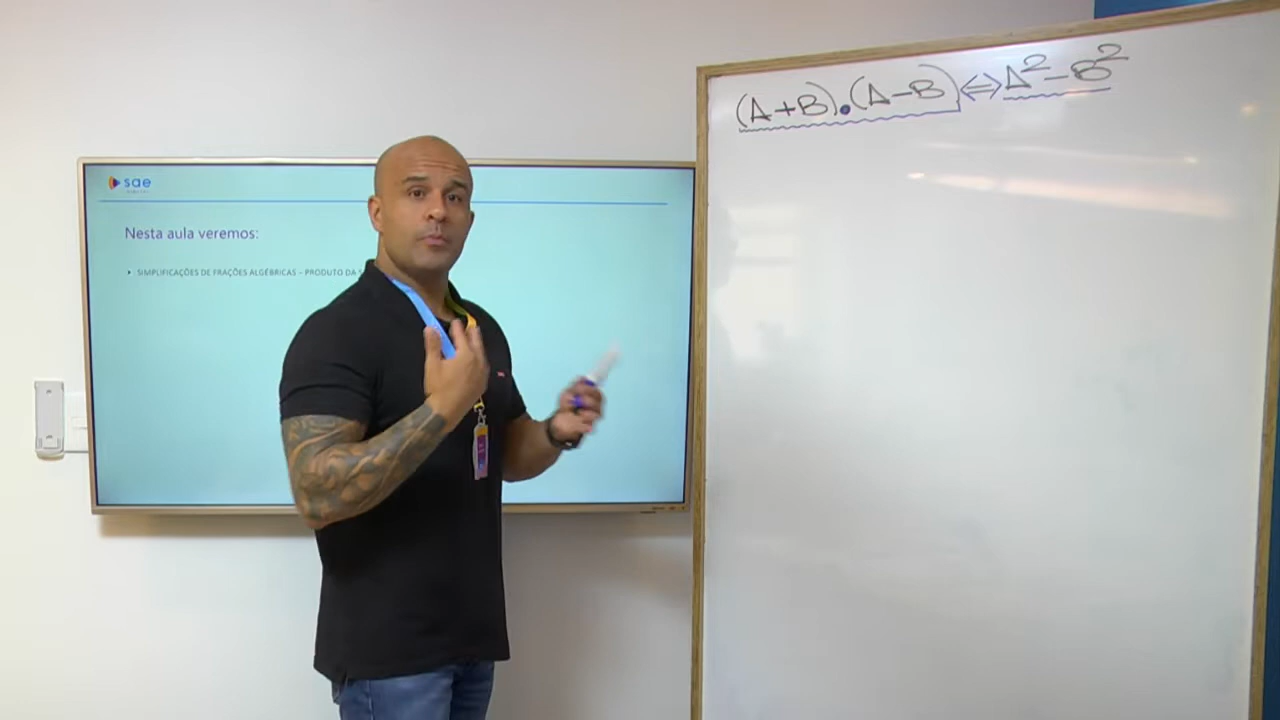 sae
Nesta aula veremos:
▸ SIMPLIFICAÇÕES DE FRAÇÕES ALGÉBRICAS – PRODUTO DA
(A+B).(A-B)⇔A²-B²